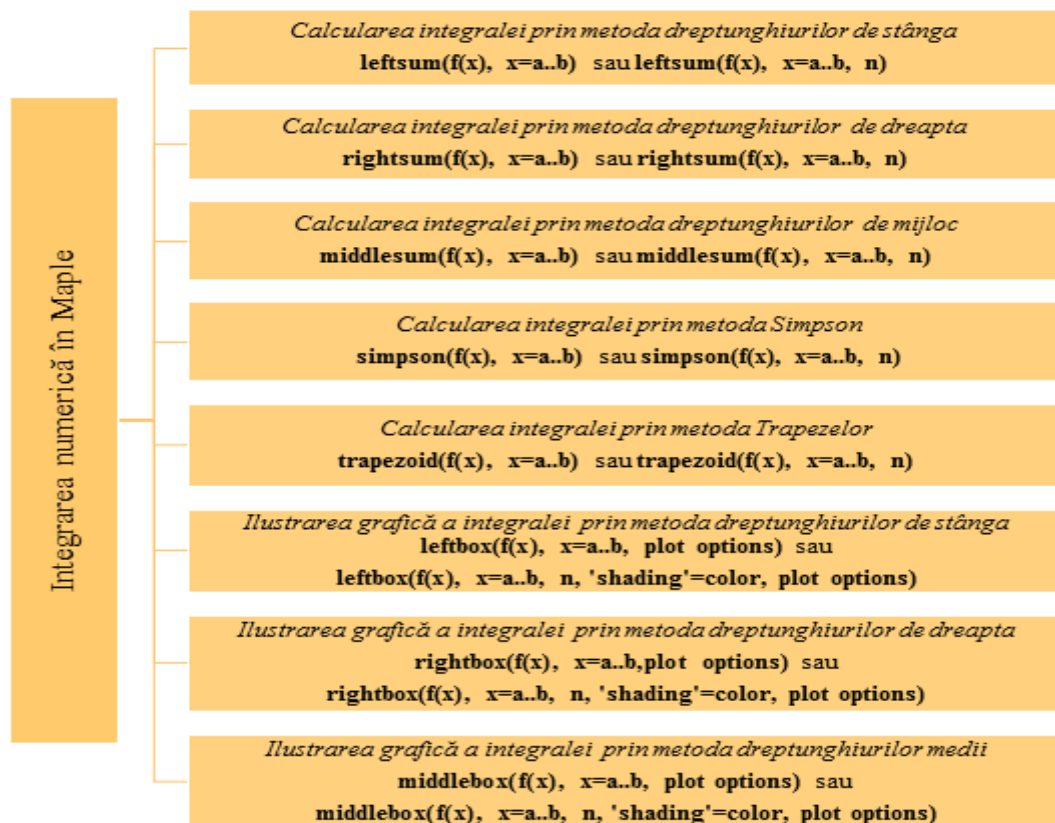 Integrarea numerică în Maple
Calcularea integralei prin metoda dreptunghiurilor de stânga
leftsum(f(x), x=a..b) sau leftsum(f(x), x=a..b, n)
Calcularea integralei prin metoda dreptunghiurilor de dreapta
rightsum(f(x), x=a..b) sau rightsum(f(x), x=a..b, n)
Calcularea integralei prin metoda dreptunghiurilor de mijloc
middlesum(f(x), x=a..b) sau middlesum(f(x), x=a..b, n)
Calcularea integralei prin metoda Simpson
simpson(f(x), x=a..b) sau simpson(f(x), x=a..b, n)
Calcularea integralei prin metoda Trapezelor
trapezoid(f(x), x=a..b) sau trapezoid(f(x), x=a..b, n)
Ilustrarea grafică a integralei prin metoda dreptunghiurilor de stânga
leftbox(f(x), x=a..b, plot options) sau
leftbox(f(x), x=a..b, n, 'shading'=color, plot options)
Ilustrarea grafică a integralei prin metoda dreptunghiurilor de dreapta
rightbox(f(x), x=a..b,plot options) sau
rightbox(f(x), x=a..b, n, 'shading'=color, plot options)
Ilustrarea grafică a integralei prin metoda dreptunghiurilor medii
middlebox(f(x), x=a..b, plot options) sau
middlebox(f(x), x=a..b, n, 'shading'=color, plot options)